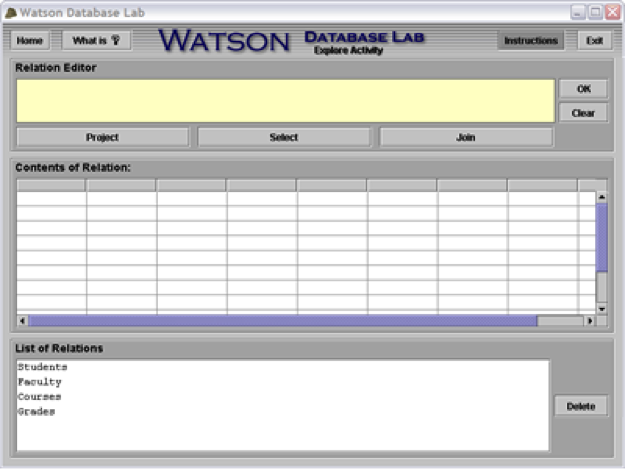 Watson Database Lab
Home
What is ?
WATSON DATABASE LAB
Explore Activity
Instructions
Exit
Relation Editor
OK
Clear
Project
Select
Join
Contents of Relation:
List of Relations
Students
Faculty
Courses
Grades
Delete